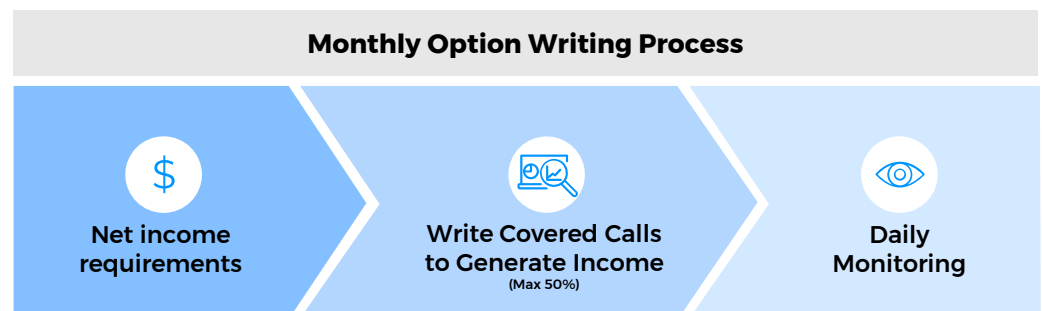 Monthly Option Writing Process
$
Net income
requirements
Write Covered Calls
to Generate Income
(Max 50%)
Daily
Monitoring